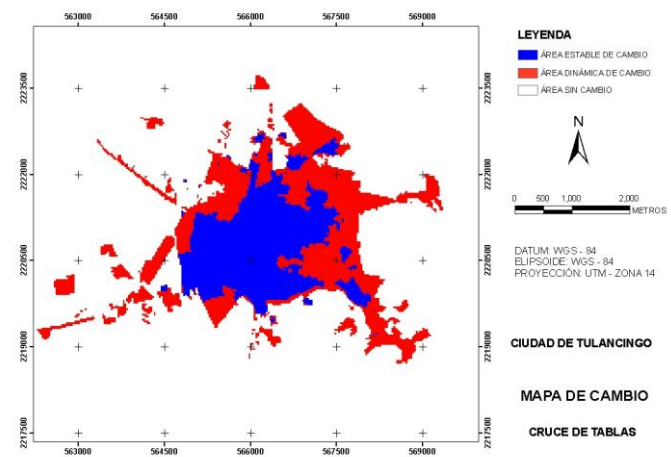 563000 564500 566000 567500 569000
2223500 2223500
2222000 2222000
2220500 2220500
2219000 2219000
2217500 2217500
563000 564500 566000 567500 569000
LEYENDA
ÁREA ESTABLE DE CAMBIO
ÁREA DINÁMICA DE CAMBIO
ÁREA SIN CAMBIO
N
0 500 1,000 2,000
METROS
DATUM: WGS - 84
ELIPSOIDE: WGS - 84
PROYECCIÓN: UTM - ZONA 14
CIUDAD DE TULANCINGO
MAPA DE CAMBIO
CRUCE DE TABLAS